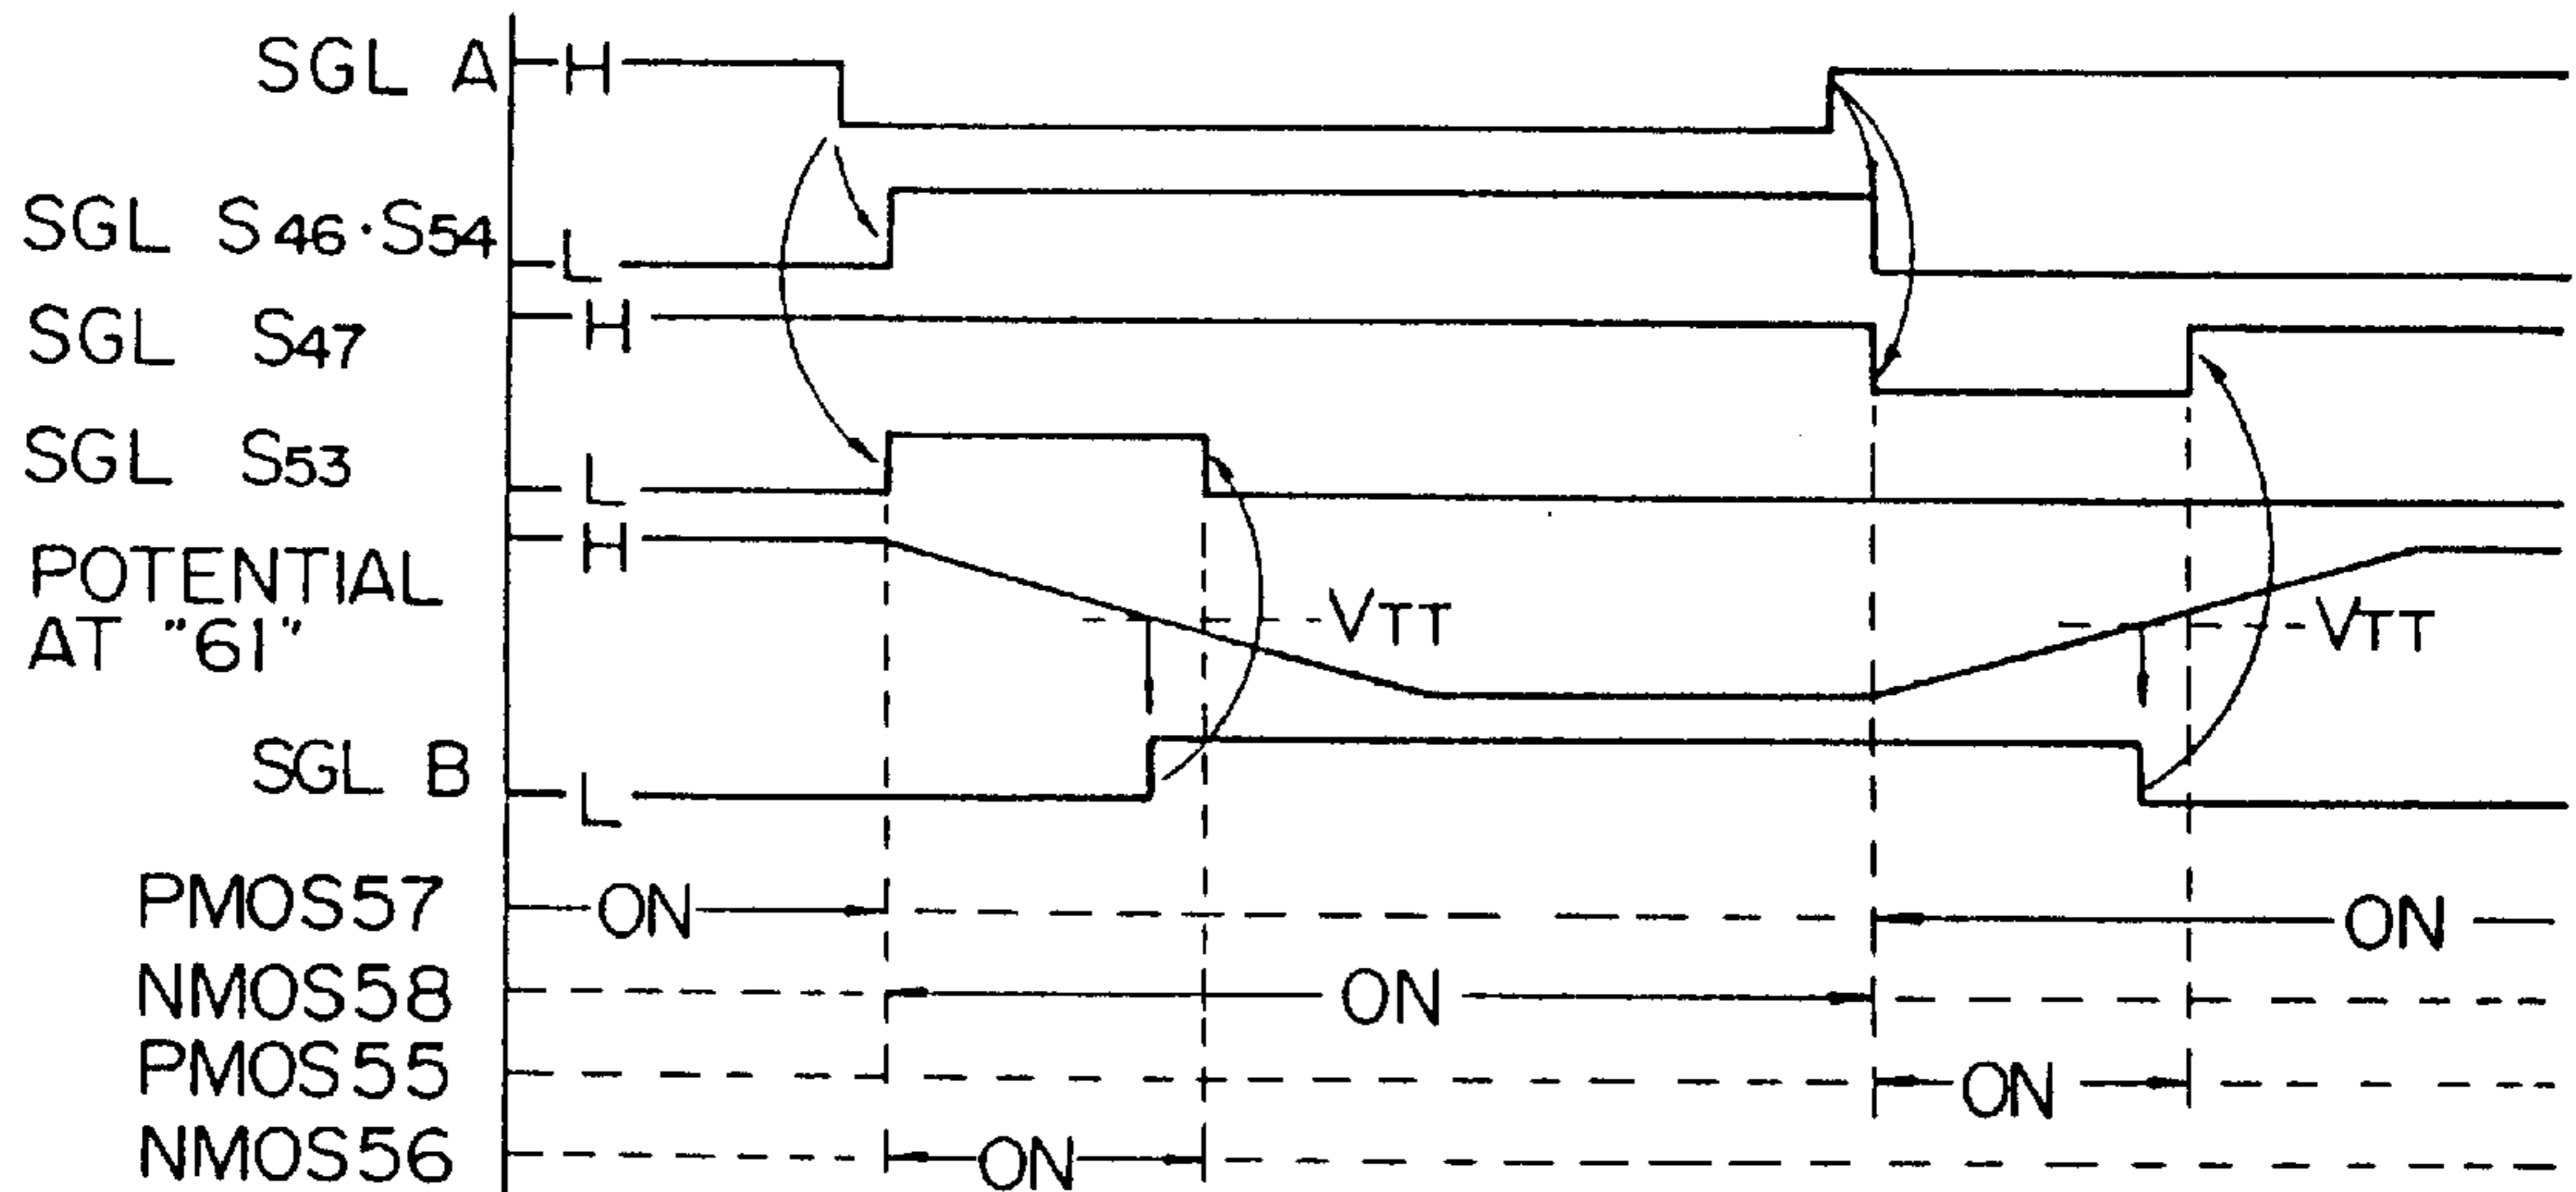 SGL A H
SGL S46·S54 L
SGL S47 H
SGL S53 L
POTENTIAL AT "61" H
VTT VTT
SGL B L
PMOS57 ON ON
NMOS58 ON
PMOS55 ON
NMOS56 ON